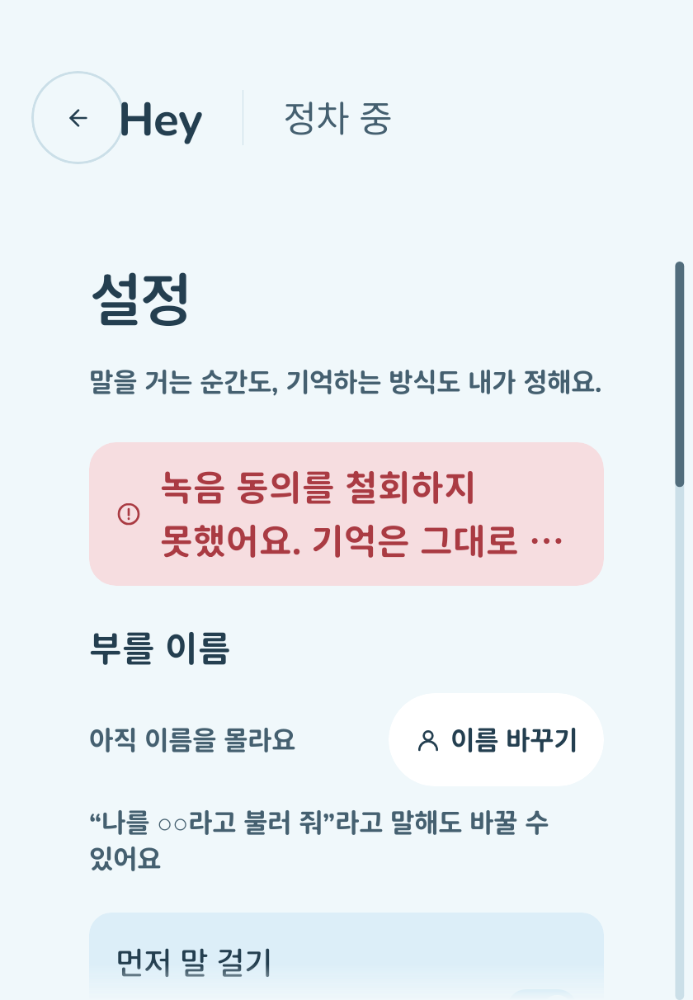 Hey
정차 중
설정
말을 거는 순간도, 기억하는 방식도 내가 정해요.
녹음 동의를 철회하지
못했어요. 기억은 그대로 …
부를 이름
아직 이름을 몰라요
이름 바꾸기
“나를 ○○라고 불러 줘”라고 말해도 바꿀 수
있어요
먼저 말 걸기